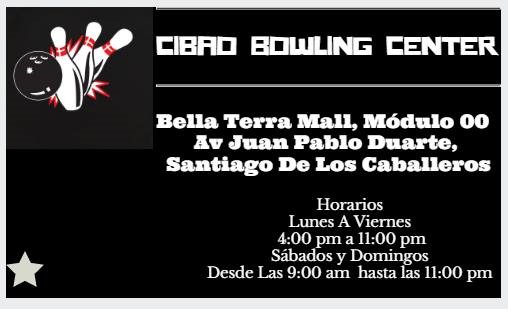 CIBAO BOWLING CENTER
Bella Terra Mall, Módulo 00
Av Juan Pablo Duarte,
Santiago De Los Caballeros
Horarios
Lunes A Viernes
4:00 pm a 11:00 pm
Sábados y Domingos
Desde Las 9:00 am hasta las 11:00 pm